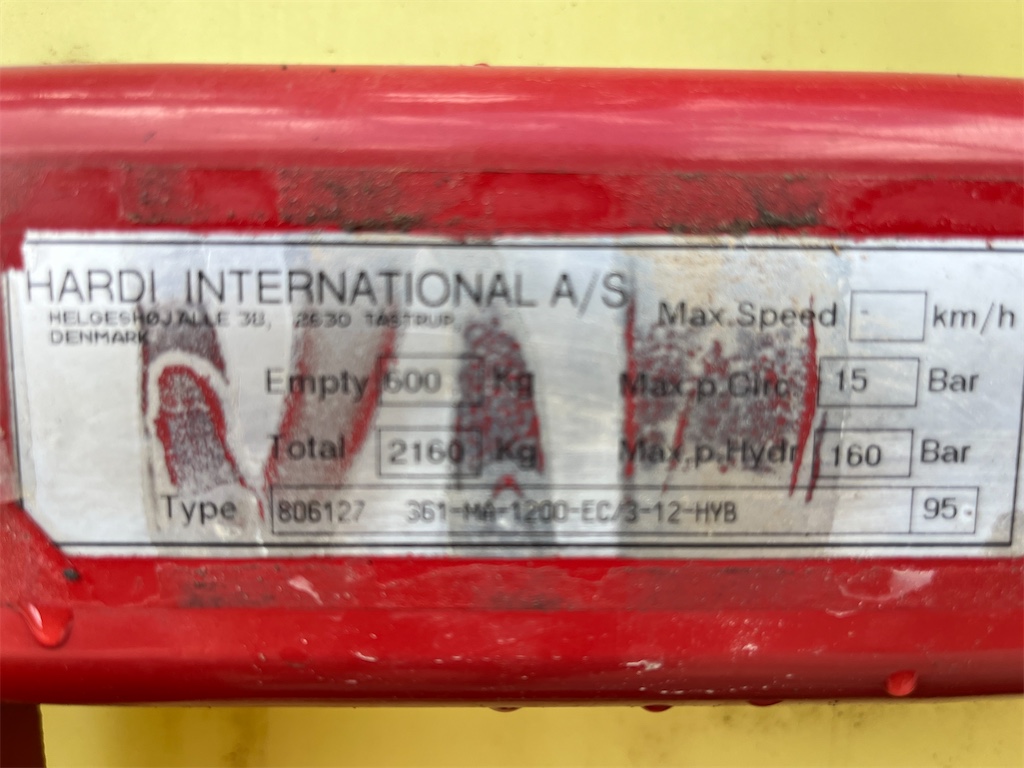 HARDI INTERNATIONAL A/S
HELGESHØJ ALLE 38, 2630 TASTRUP
DENMARK
Max.Speed - km/h
Empty 600 Kg
Max.p.Circ. 15 Bar
Total 2160 Kg
Max.p.Hydr 160 Bar
Type 806127 361-MA-1200-EC/3-12-HYB 95-